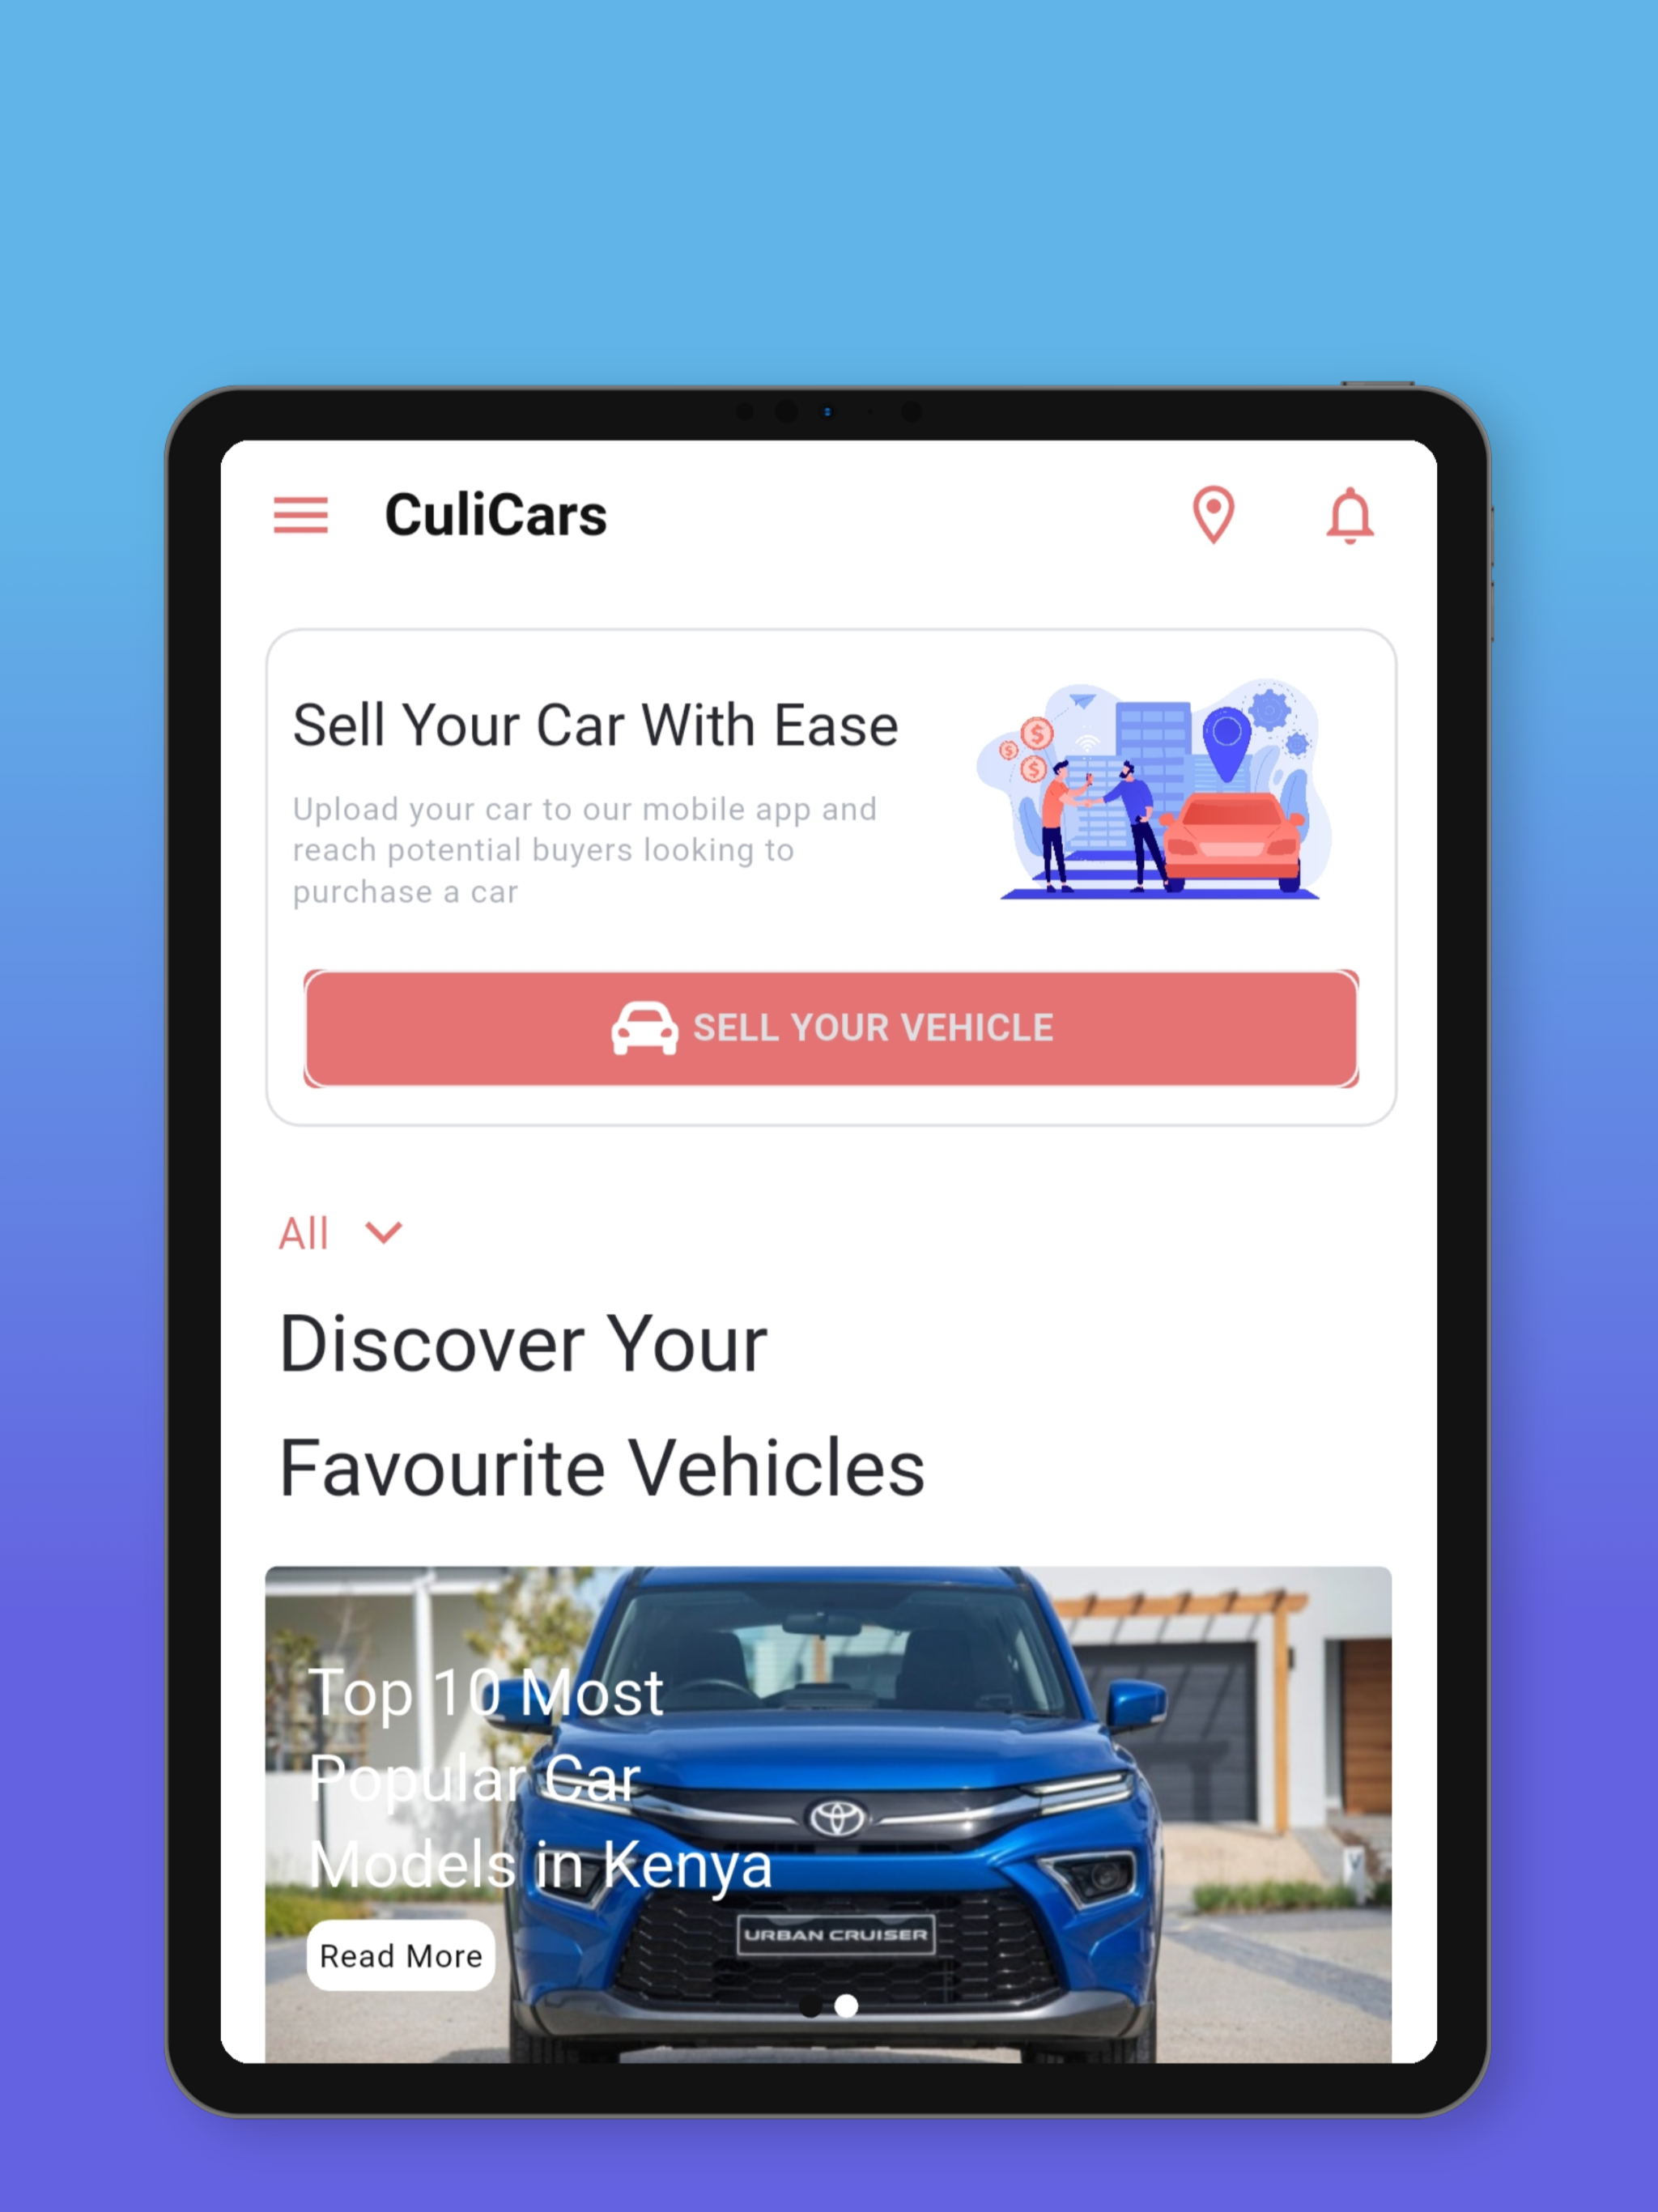 CuliCars
Sell Your Car With Ease
Upload your car to our mobile app and
reach potential buyers looking to
purchase a car
SELL YOUR VEHICLE
All
Discover Your
Favourite Vehicles
Top 10 Most
Popular Car
Models in Kenya
URBAN CRUISER
Read More